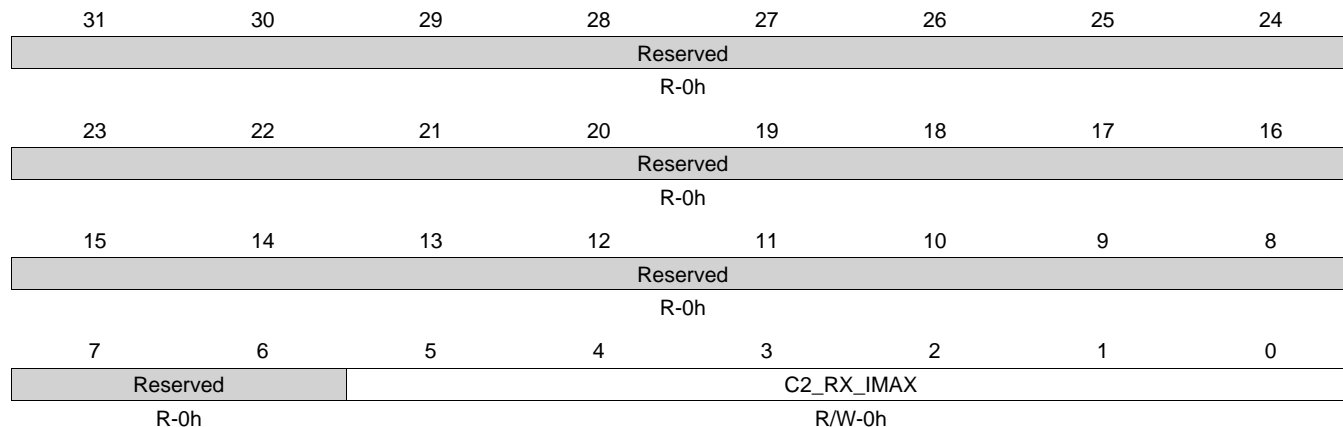 31 30 29 28 27 26 25 24
Reserved
R-0h
23 22 21 20 19 18 17 16
Reserved
R-0h
15 14 13 12 11 10 9 8
Reserved
R-0h
7 6 5 4 3 2 1 0
Reserved C2_RX_IMAX
R-0h R/W-0h